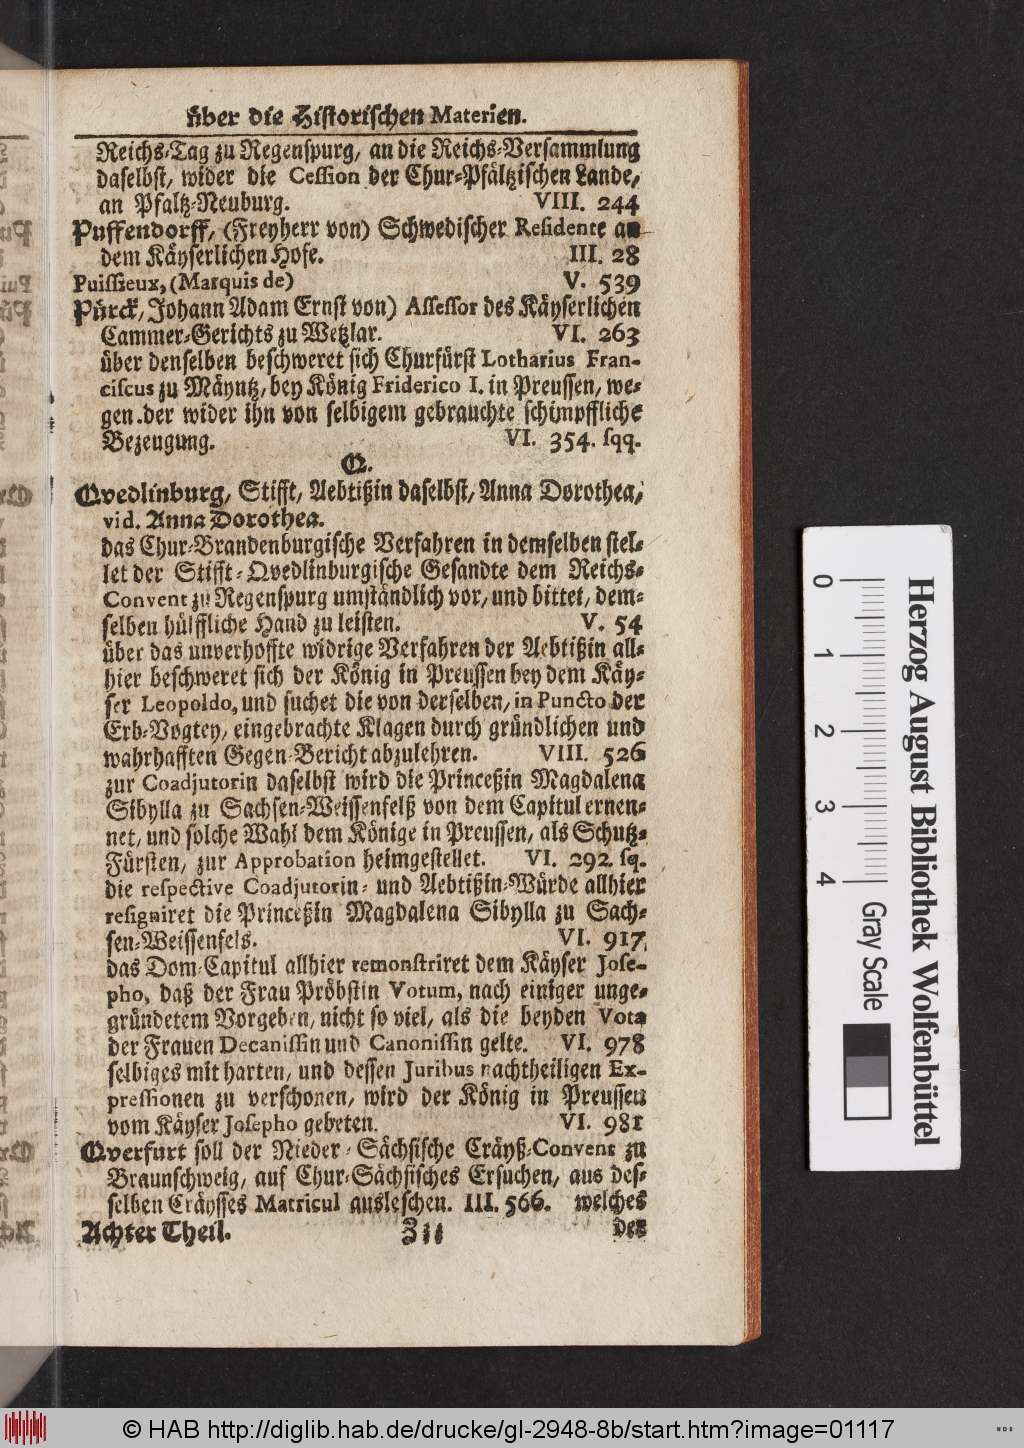 über die Historischen Materien.
Reichs-Tag zu Regenspurg, an die Reichs-Versammlung
daselbst, wider die Cession der Chur-Pfältzischen Lande,
an Pfaltz-Neuburg. VIII. 244
Puffendorff, (Freyherr von) Schwedischer Residente an
dem Käyserlichen Hofe. III. 28
Puissieux, (Marquis de) V. 539
Pürck, Johann Adam Ernst von) Assessor des Käyserlichen
Cammer-Gerichts zu Wetzlar. VI. 263
über denselben beschweret sich Churfürst Lotharius Fran-
ciscus zu Mäyntz, bey König Friderico I. in Preussen, we-
gen der wider ihn von selbigem gebrauchte schimpffliche
Bezeugung. VI. 354. sqq.
Q.
Qvedlinburg, Stifft, Aebtißin daselbst, Anna Dorothea,
vid. Anna Dorothea.
das Chur-Brandenburgische Verfahren in demselben stel-
let der Stifft-Qvedlinburgische Gesandte dem Reichs-
Convent zu Regenspurg umständlich vor, und bittet, dem-
selben hülffliche Hand zu leisten. V. 54
über das unverhoffte widrige Verfahren der Aebtißin all-
hier beschweret sich der König in Preussen bey dem Käy-
ser Leopoldo, und suchet die von derselben, in Puncto der
Erb-Vogtey, eingebrachte Klagen durch gründlichen und
wahrhafften Gegen-Bericht abzulehren. VIII. 526
zur Coadjutorin daselbst wird die Princeßin Magdalena
Sibylla zu Sachsen-Weissenfelß von dem Capitul ernen-
net, und solche Wahl dem Könige in Preussen, als Schutz-
Fürsten, zur Approbation heimgestellet. VI. 292. sq.
die respective Coadjutorin- und Aebtißin-Würde allhier
resigniret die Princeßin Magdalena Sibylla zu Sach-
sen-Weissenfels. VI. 917
das Dom-Capitul allhier remonstriret dem Käyser Jose-
pho, daß der Frau Pröbstin Votum, nach einiger unge-
gründetem Vorgeben, nicht so viel, als die beyden Vota
der Frauen Decanissin und Canonissin gelte. VI. 978
selbiges mit harten, und dessen Juribus nachtheiligen Ex-
pressionen zu verschonen, wird der König in Preussen
vom Käyser Josepho gebeten. VI. 981
Qverfurt soll der Nieder-Sächsische Cräyß-Convent zu
Braunschweig, auf Chur-Sächsisches Ersuchen, aus des-
selben Cräysses Matricul ausleschen. III. 566. welches
Achter Theil. Zii der
0 1 2 3 4
Herzog August Bibliothek Wolfenbüttel
Gray Scale
© HAB http://diglib.hab.de/drucke/gl-2948-8b/start.htm?image=01117